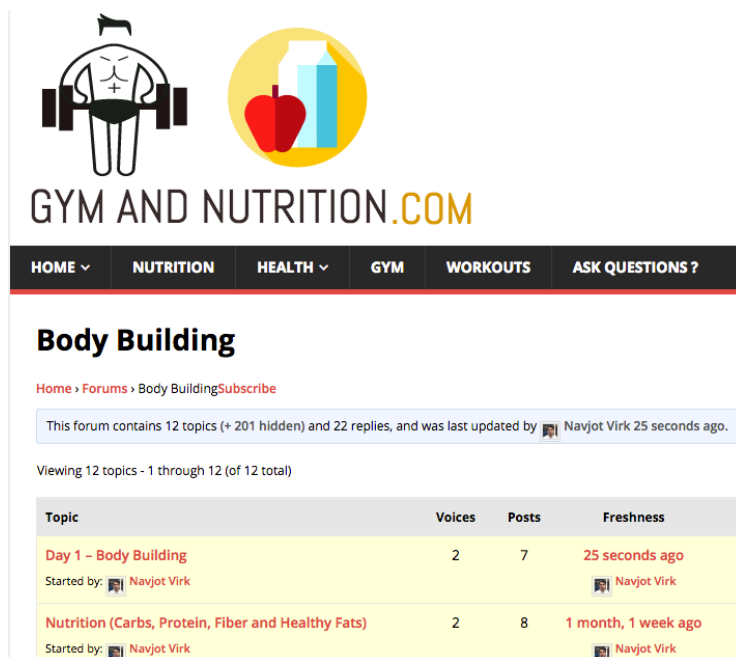 GYM AND NUTRITION.COM
HOME NUTRITION HEALTH GYM WORKOUTS ASK QUESTIONS ?
Body Building
Home › Forums › Body BuildingSubscribe
This forum contains 12 topics (+ 201 hidden) and 22 replies, and was last updated by Navjot Virk 25 seconds ago.
Viewing 12 topics - 1 through 12 (of 12 total)
Topic Voices Posts Freshness
Day 1 – Body Building 2 7 25 seconds ago
Started by: Navjot Virk Navjot Virk
Nutrition (Carbs, Protein, Fiber and Healthy Fats) 2 8 1 month, 1 week ago
Started by: Navjot Virk Navjot Virk